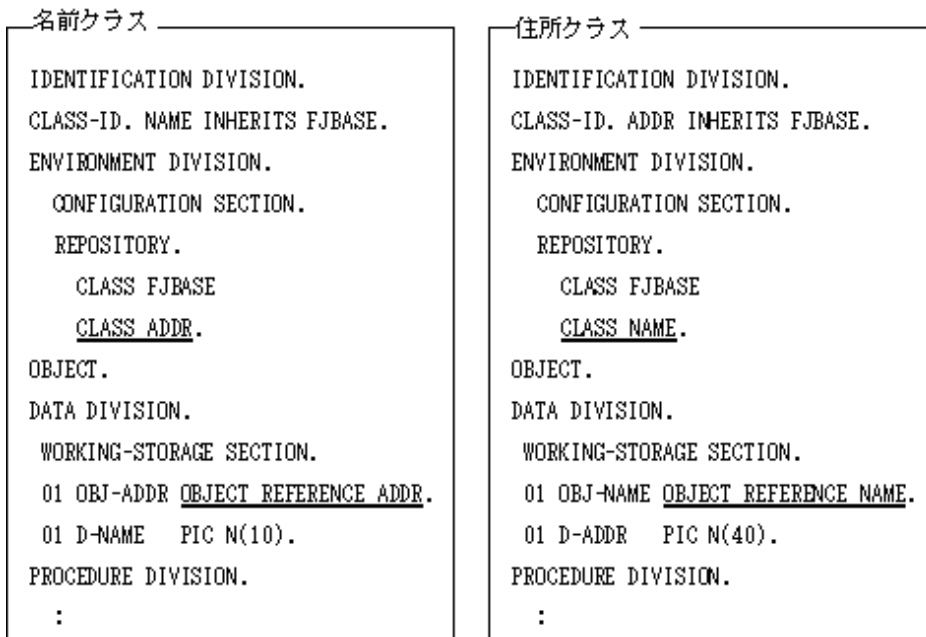 名前クラス
IDENTIFICATION DIVISION.
CLASS-ID. NAME INHERITS FJBASE.
ENVIRONMENT DIVISION.
CONFIGURATION SECTION.
REPOSITORY.
CLASS FJBASE
CLASS ADDR.
OBJECT.
DATA DIVISION.
WORKING-STORAGE SECTION.
01 OBJ-ADDR OBJECT REFERENCE ADDR.
01 D-NAME PIC N(10).
PROCEDURE DIVISION.
:
住所クラス
IDENTIFICATION DIVISION.
CLASS-ID. ADDR INHERITS FJBASE.
ENVIRONMENT DIVISION.
CONFIGURATION SECTION.
REPOSITORY.
CLASS FJBASE
CLASS NAME.
OBJECT.
DATA DIVISION.
WORKING-STORAGE SECTION.
01 OBJ-NAME OBJECT REFERENCE NAME.
01 D-ADDR PIC N(40).
PROCEDURE DIVISION.
: